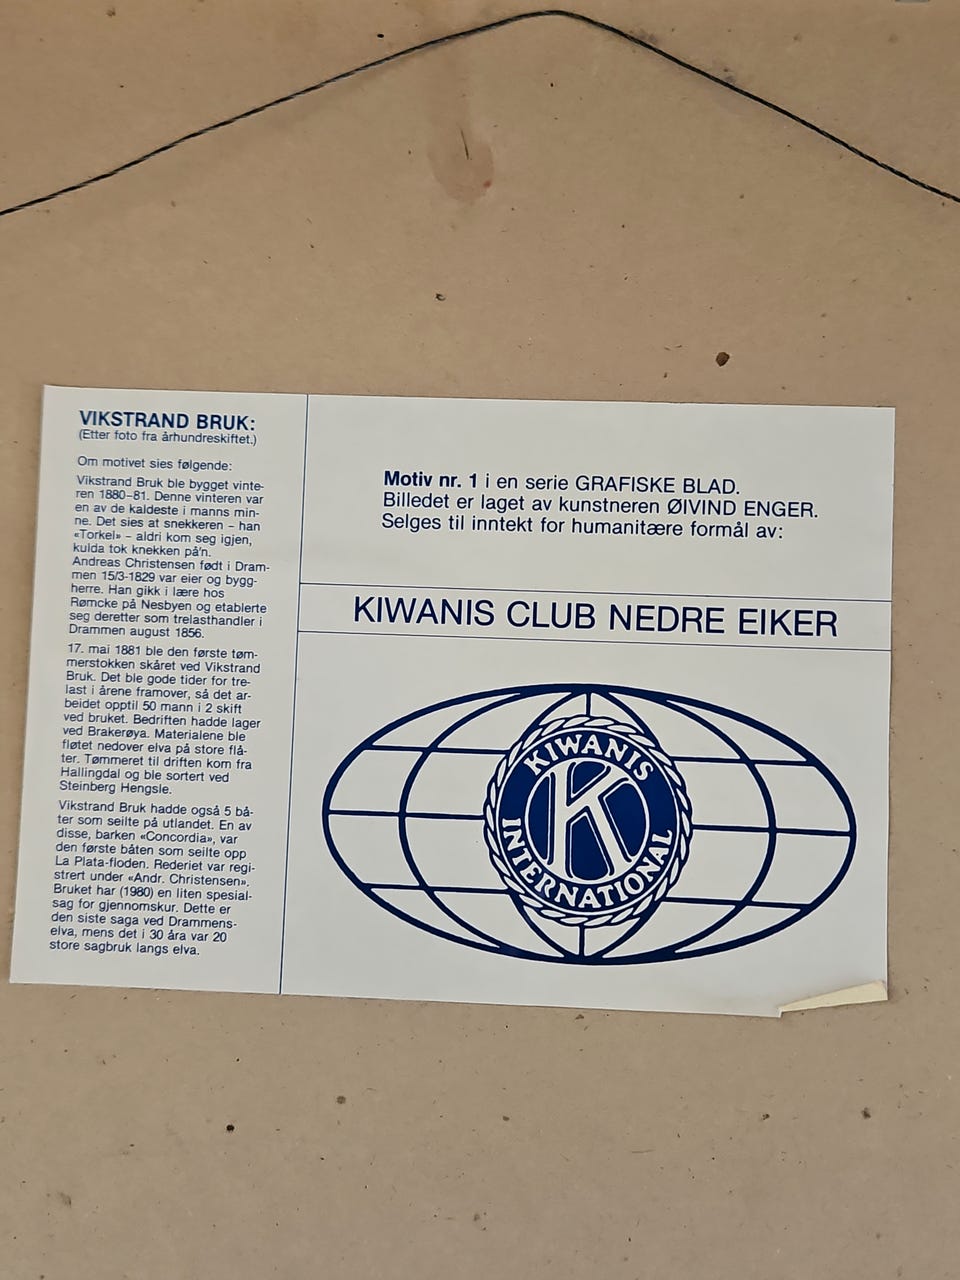 VIKSTRAND BRUK:
(Etter foto fra århundreskiftet.)
Om motivet sies følgende:
Vikstrand Bruk ble bygget vinte-
ren 1880–81. Denne vinteren var
en av de kaldeste i manns min-
ne. Det sies at snekkeren – han
«Torkel» – aldri kom seg igjen,
kulda tok knekken på'n.
Andreas Christensen født i Dram-
men 15/3-1829 var eier og bygg-
herre. Han gikk i lære hos
Rømcke på Nesbyen og etablerte
seg deretter som trelasthandler i
Drammen august 1856.
17. mai 1881 ble den første tøm-
merstokken skåret ved Vikstrand
Bruk. Det ble gode tider for tre-
last i årene framover, så det ar-
beidet opptil 50 mann i 2 skift
ved bruket. Bedriften hadde lager
ved Brakerøya. Materialene ble
fløtet nedover elva på store flå-
ter. Tømmeret til driften kom fra
Hallingdal og ble sortert ved
Steinberg Hengsle.
Vikstrand Bruk hadde også 5 bå-
ter som seilte på utlandet. En av
disse, barken «Concordia», var
den første båten som seilte opp
La Plata-floden. Rederiet var regi-
strert under «Andr. Christensen».
Bruket har (1980) en liten spesial-
sag for gjennomskur. Dette er
den siste saga ved Drammens-
elva, mens det i 30 åra var 20
store sagbruk langs elva.
Motiv nr. 1 i en serie GRAFISKE BLAD.
Billedet er laget av kunstneren ØIVIND ENGER.
Selges til inntekt for humanitære formål av:
KIWANIS CLUB NEDRE EIKER
KIWANIS
K
INTERNATIONAL